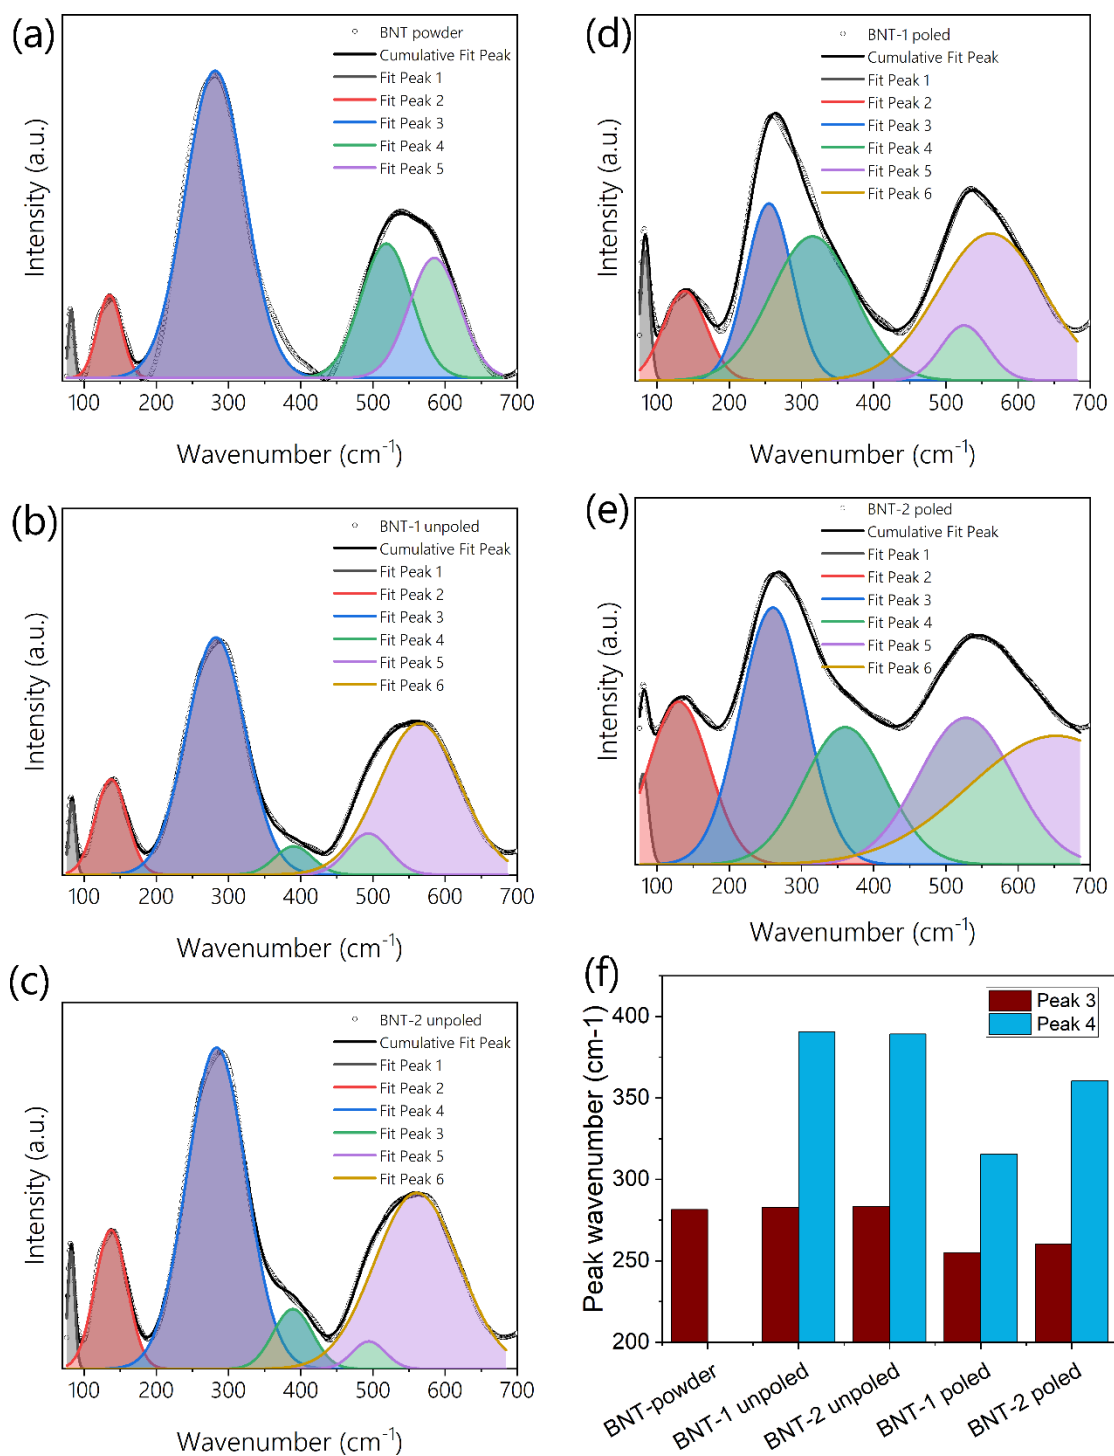 (a)
BNT powder
Cumulative Fit Peak
Fit Peak 1
Fit Peak 2
Fit Peak 3
Fit Peak 4
Fit Peak 5
Intensity (a.u.)
100 200 300 400 500 600 700
Wavenumber (cm⁻¹)
(b)
BNT-1 unpoled
Cumulative Fit Peak
Fit Peak 1
Fit Peak 2
Fit Peak 3
Fit Peak 4
Fit Peak 5
Fit Peak 6
Intensity (a.u.)
100 200 300 400 500 600 700
Wavenumber (cm⁻¹)
(c)
BNT-2 unpoled
Cumulative Fit Peak
Fit Peak 1
Fit Peak 2
Fit Peak 4
Fit Peak 3
Fit Peak 5
Fit Peak 6
Intensity (a.u.)
100 200 300 400 500 600 700
Wavenumber (cm⁻¹)
(d)
BNT-1 poled
Cumulative Fit Peak
Fit Peak 1
Fit Peak 2
Fit Peak 3
Fit Peak 4
Fit Peak 5
Fit Peak 6
Intensity (a.u.)
100 200 300 400 500 600 700
Wavenumber (cm⁻¹)
(e)
BNT-2 poled
Cumulative Fit Peak
Fit Peak 1
Fit Peak 2
Fit Peak 3
Fit Peak 4
Fit Peak 5
Fit Peak 6
Intensity (a.u.)
100 200 300 400 500 600 700
Wavenumber (cm⁻¹)
(f)
Peak 3
Peak 4
Peak wavenumber (cm-1)
400
350
300
250
200
BNT-powder
BNT-1 unpoled
BNT-2 unpoled
BNT-1 poled
BNT-2 poled